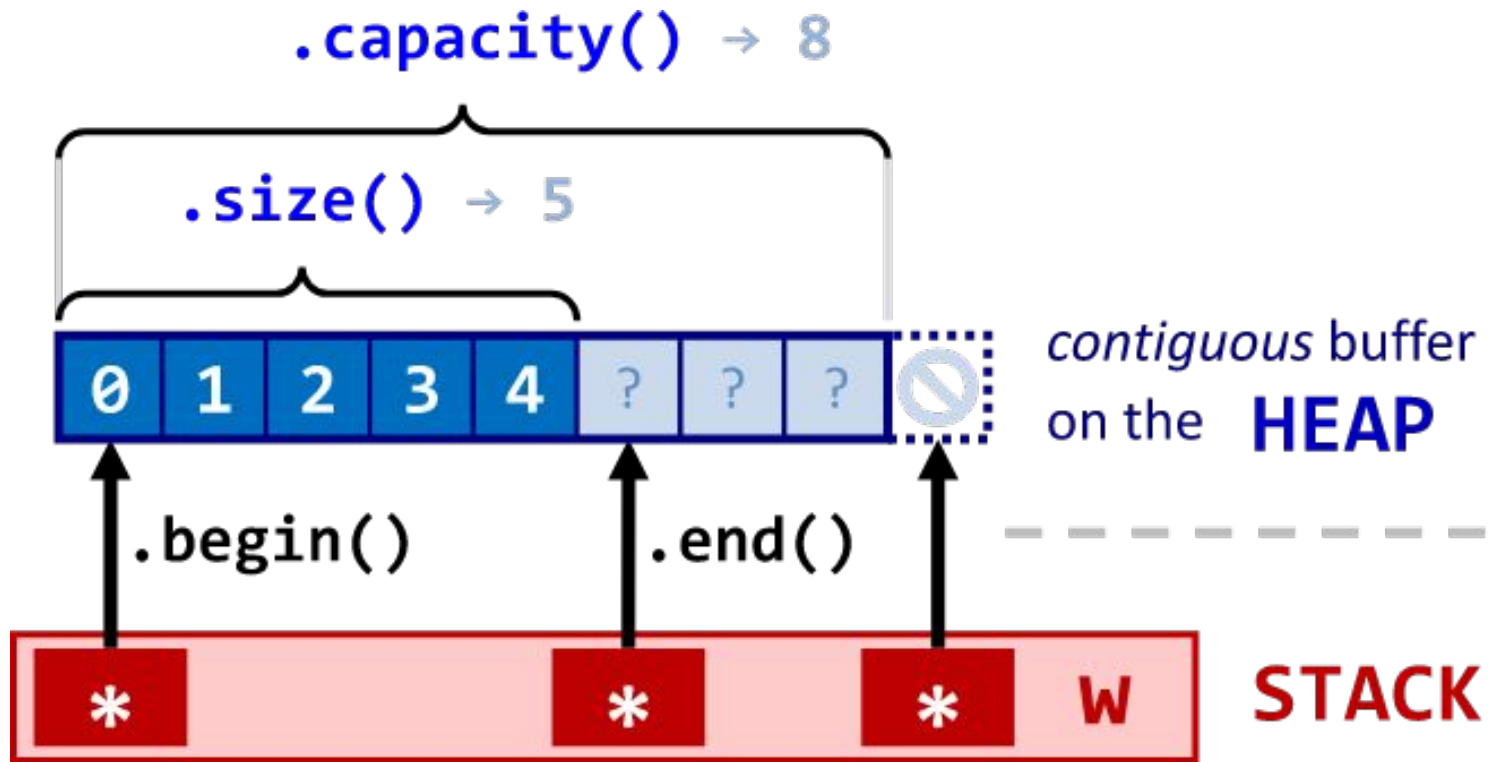 .capacity() → 8
.size() → 5
0 1 2 3 4 ? ? ?
contiguous buffer
on the HEAP
.begin() .end()
* * * w STACK